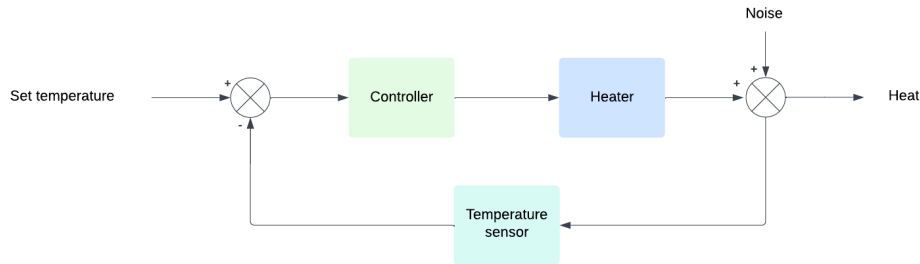 Noise
+
+
+
Set temperature
Controller
Heater
Heat
-
Temperature
sensor